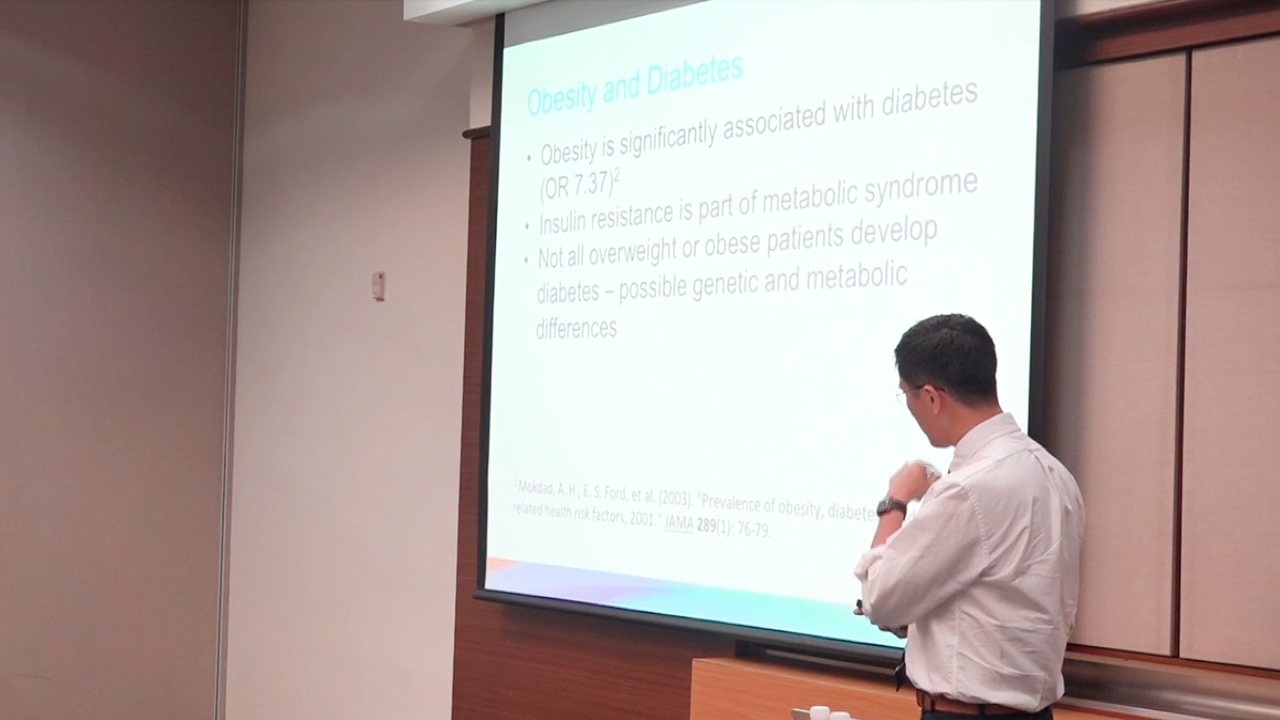 Obesity and Diabetes
• Obesity is significantly associated with diabetes
(OR 7.37)²
• Insulin resistance is part of metabolic syndrome
• Not all overweight or obese patients develop
diabetes – possible genetic and metabolic
differences
² Mokdad, A. H., E. S. Ford, et al. (2003). "Prevalence of obesity, diabete
related health risk factors, 2001." JAMA 289(1): 76-79.